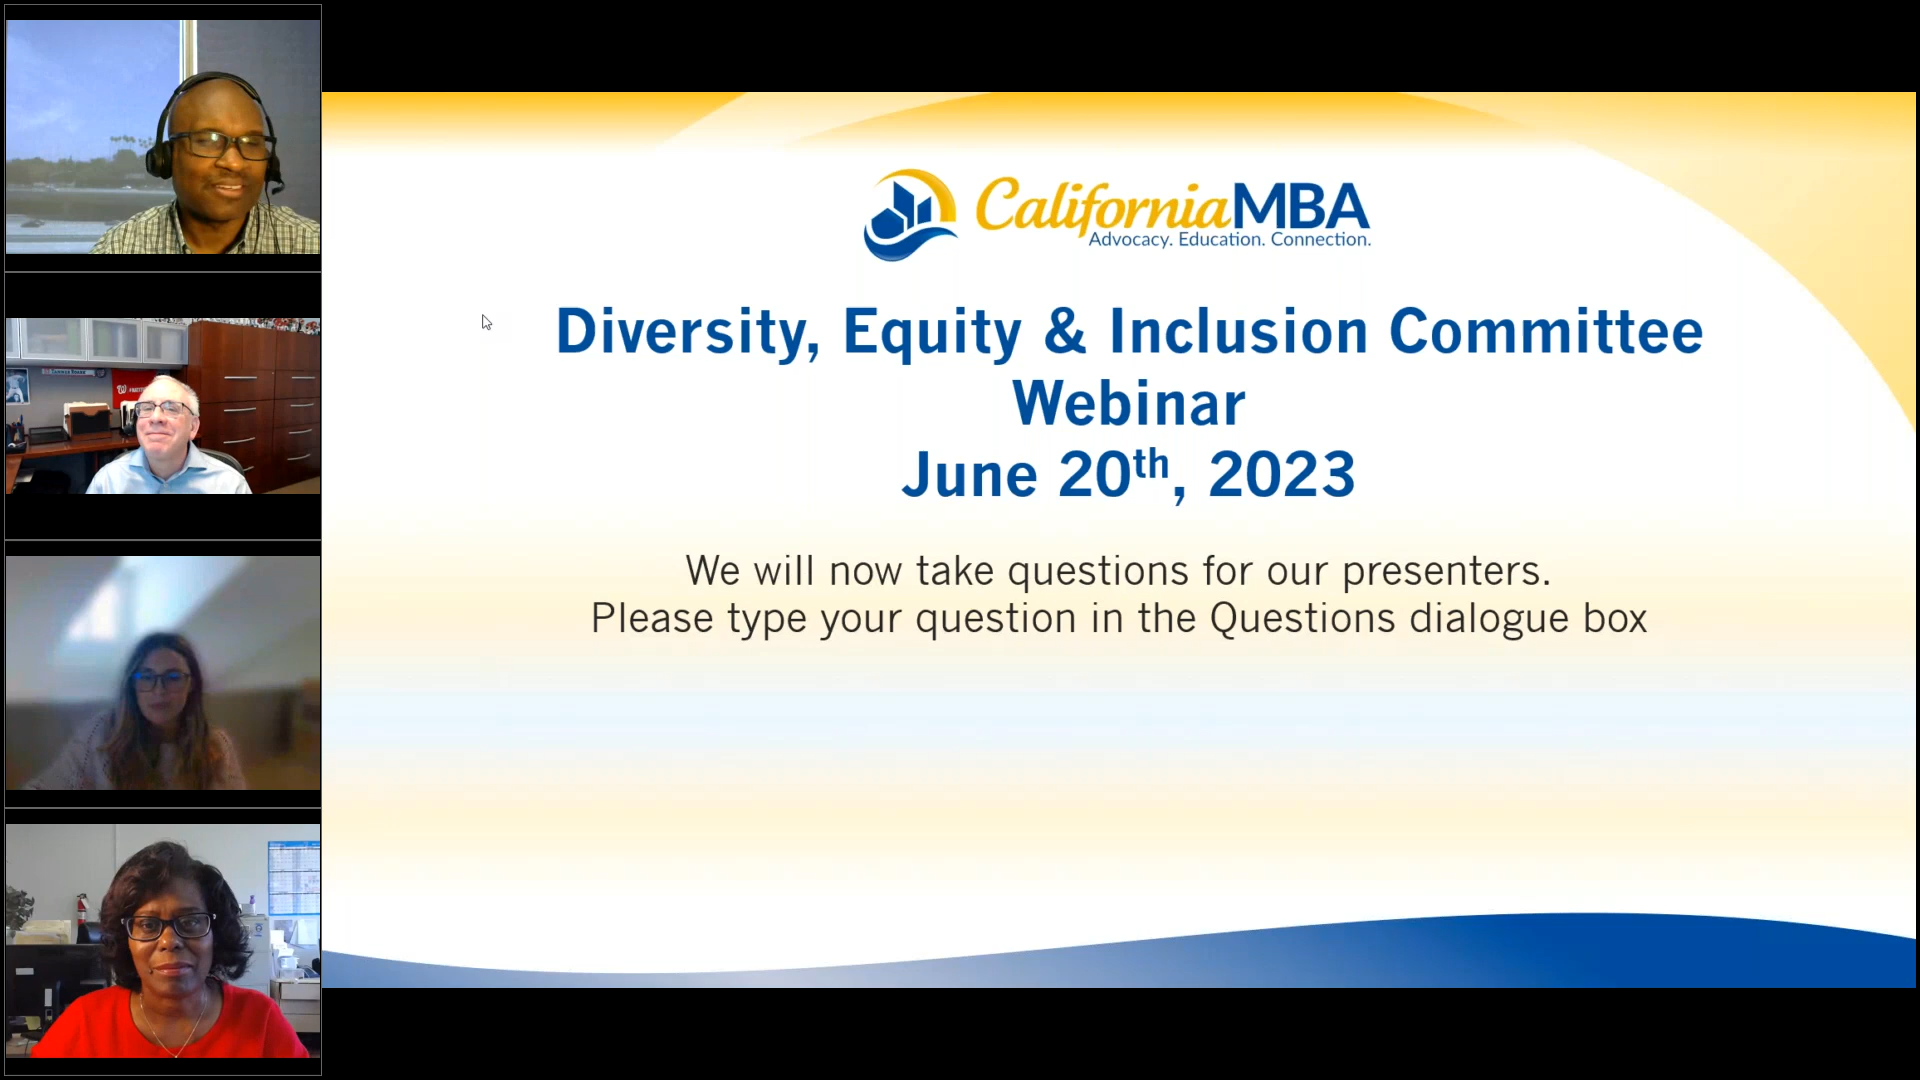 CaliforniaMBA
Advocacy. Education. Connection.
Diversity, Equity & Inclusion Committee
Webinar
June 20th, 2023
We will now take questions for our presenters.
Please type your question in the Questions dialogue box